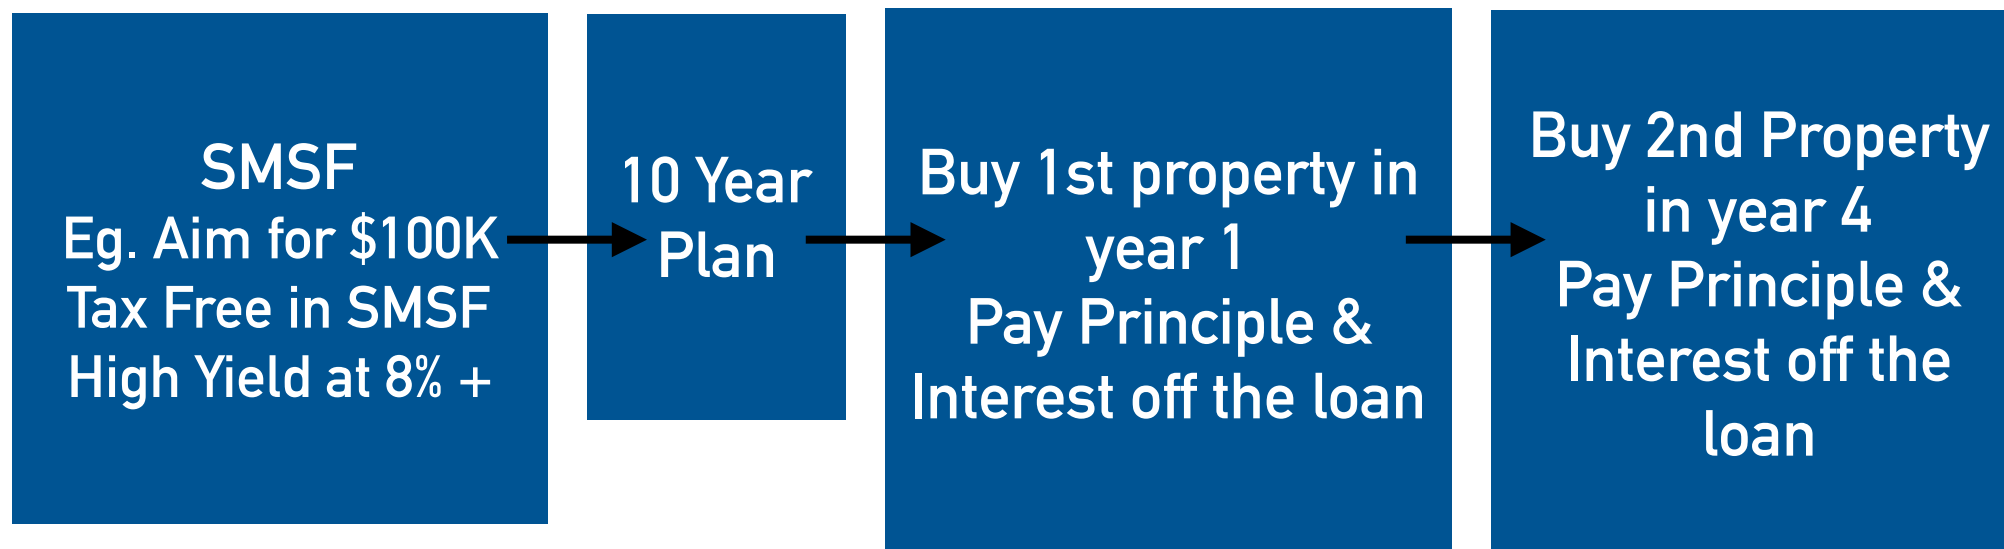 SMSF
Eg. Aim for $100K
Tax Free in SMSF
High Yield at 8% +
10 Year
Plan
Buy 1st property in
year 1
Pay Principle &
Interest off the loan
Buy 2nd Property
in year 4
Pay Principle &
Interest off the
loan